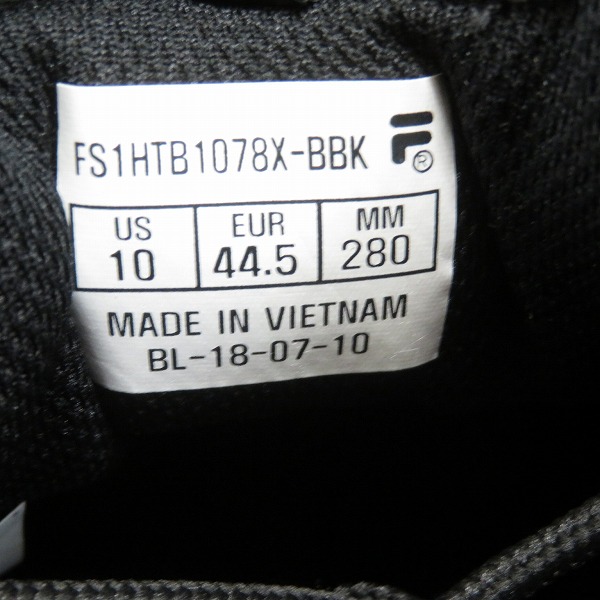 FS1HTB1078X-BBK F®
US EUR MM
10 44.5 280
MADE IN VIETNAM
BL-18-07-10